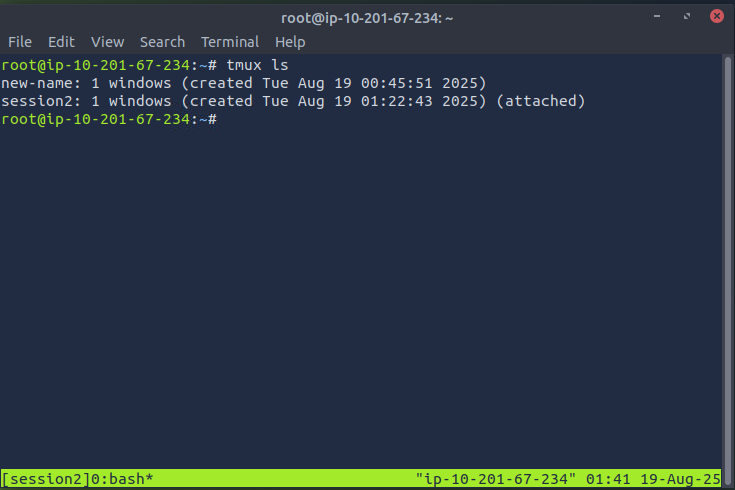 root@ip-10-201-67-234: ~
File Edit View Search Terminal Help
root@ip-10-201-67-234:~# tmux ls
new-name: 1 windows (created Tue Aug 19 00:45:51 2025)
session2: 1 windows (created Tue Aug 19 01:22:43 2025) (attached)
root@ip-10-201-67-234:~#
[session2]0:bash* "ip-10-201-67-234" 01:41 19-Aug-25